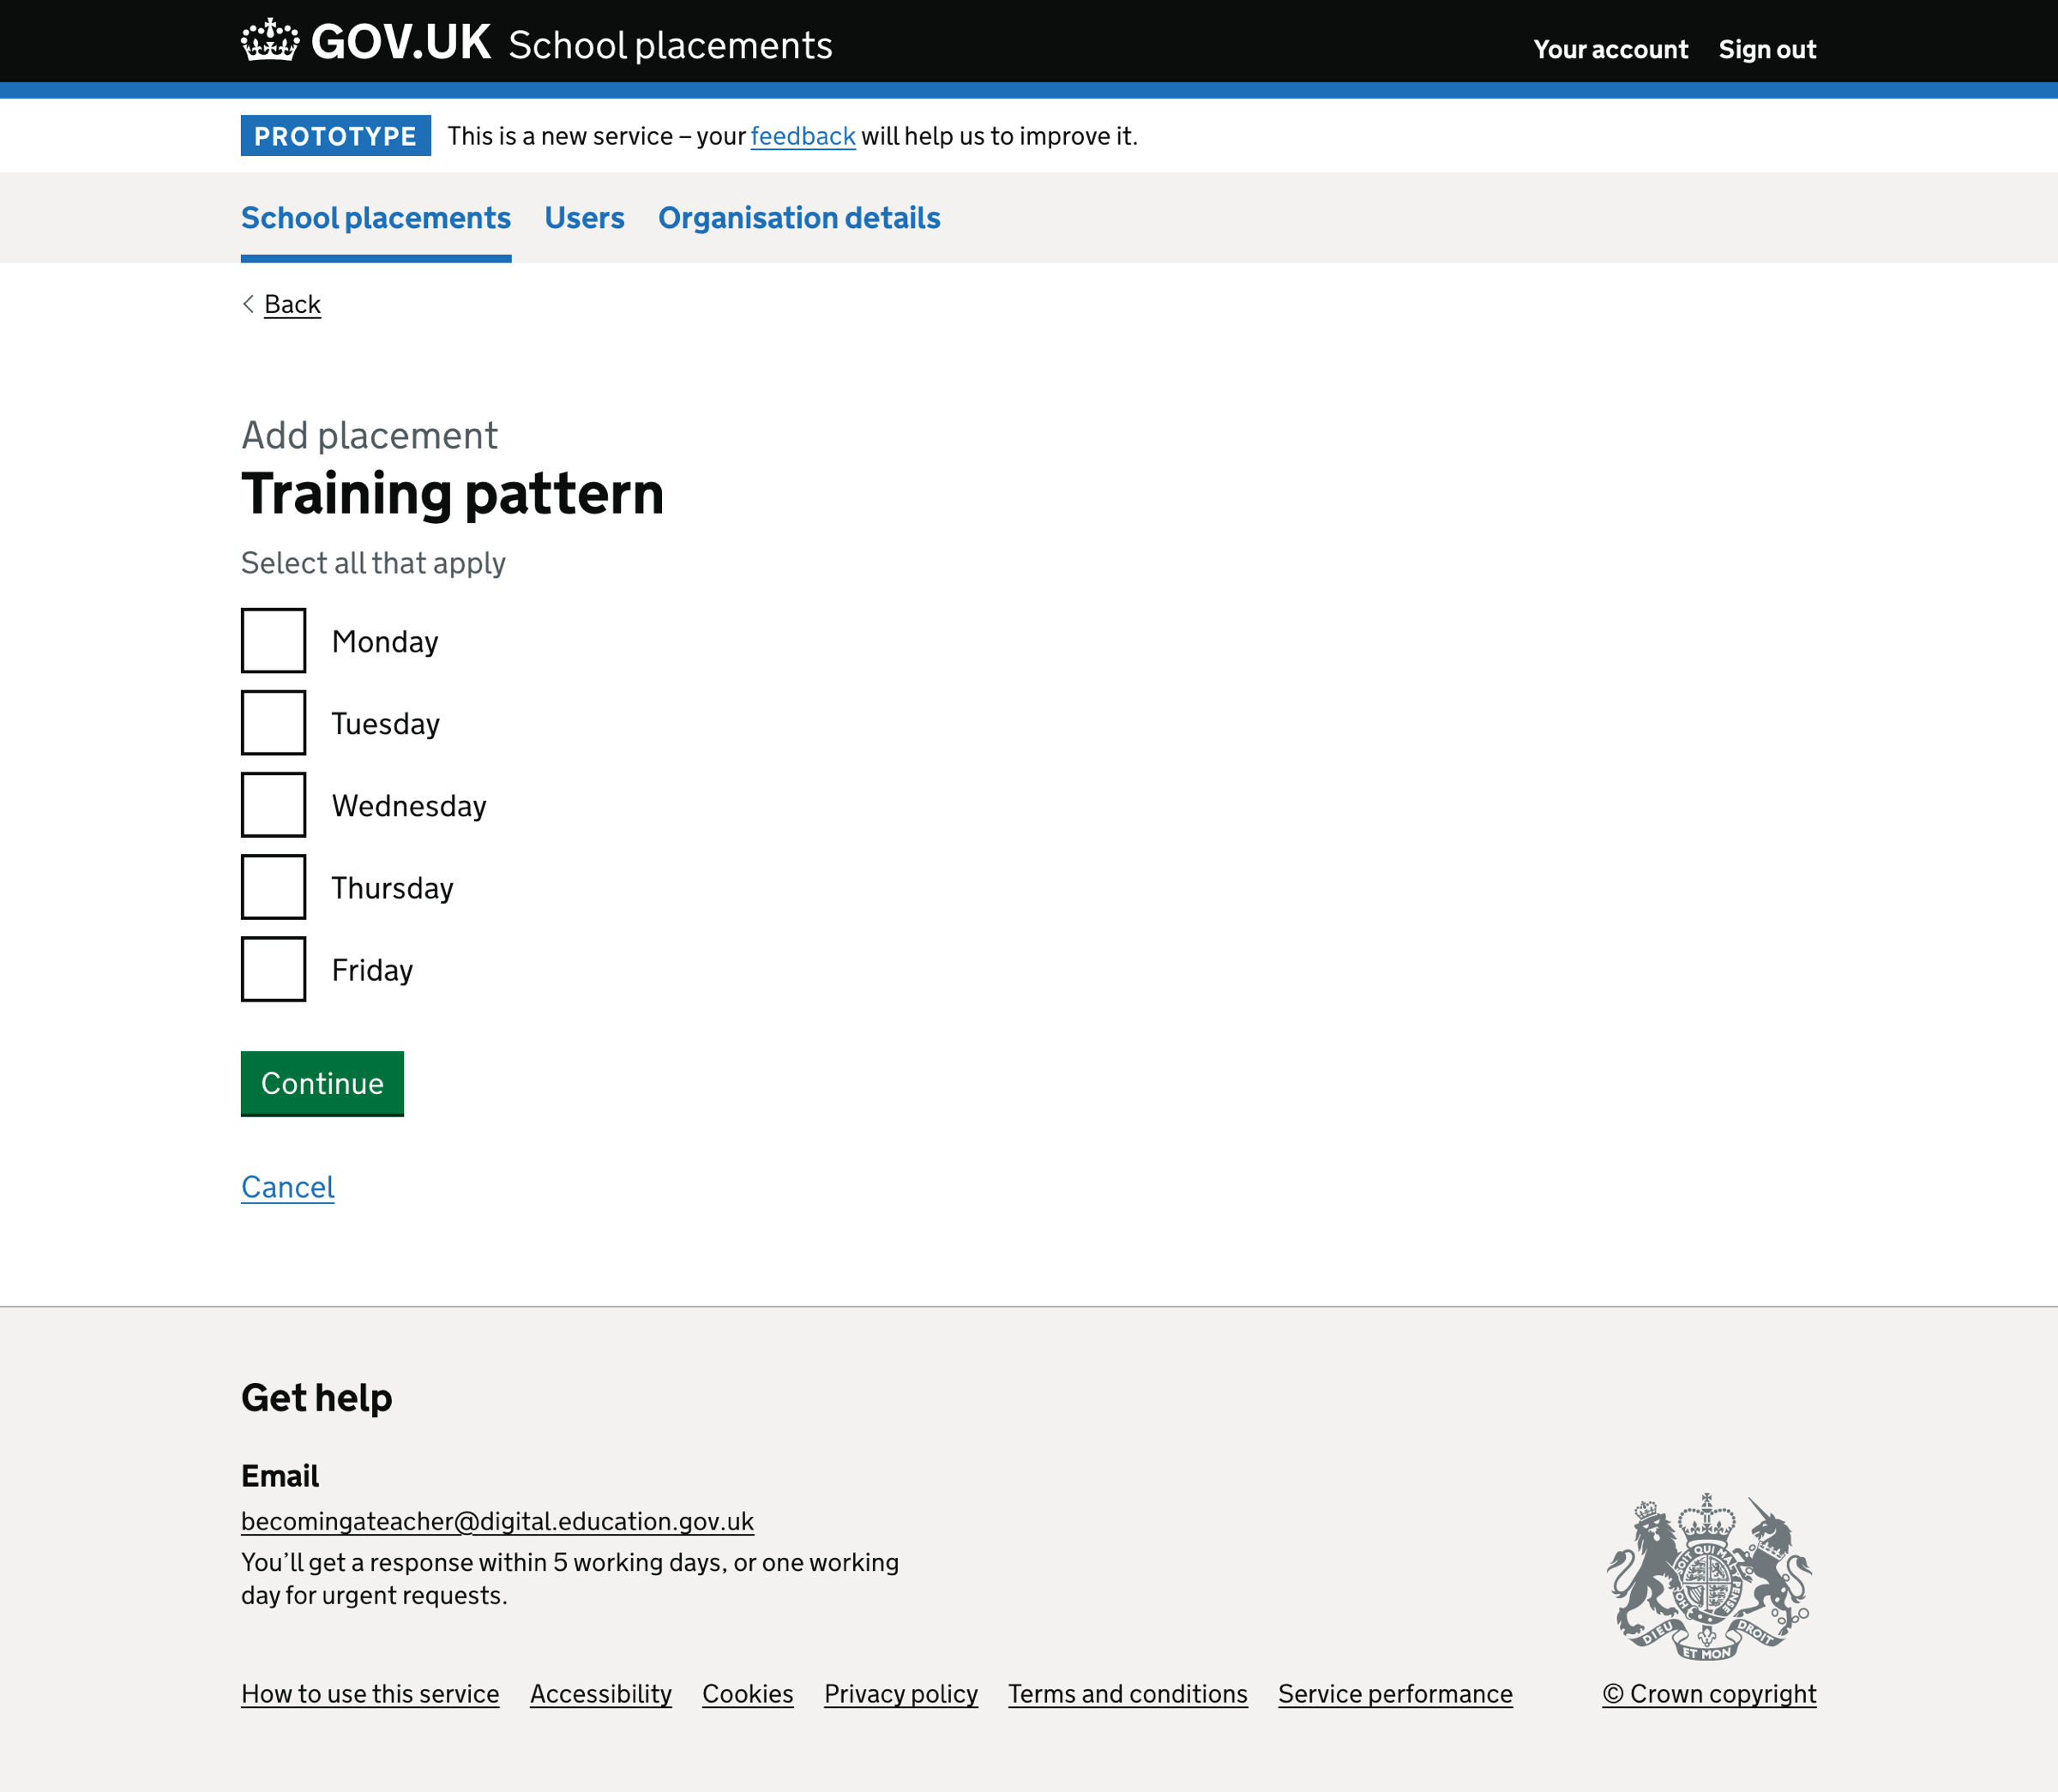 GOV.UK School placements
Your account Sign out
PROTOTYPE This is a new service – your feedback will help us to improve it.
School placements Users Organisation details
Back
Add placement
Training pattern
Select all that apply
Monday
Tuesday
Wednesday
Thursday
Friday
Continue
Cancel
Get help
Email
becomingateacher@digital.education.gov.uk
You’ll get a response within 5 working days, or one working
day for urgent requests.
DIEU ET MON DROIT
How to use this service Accessibility Cookies Privacy policy Terms and conditions Service performance
© Crown copyright